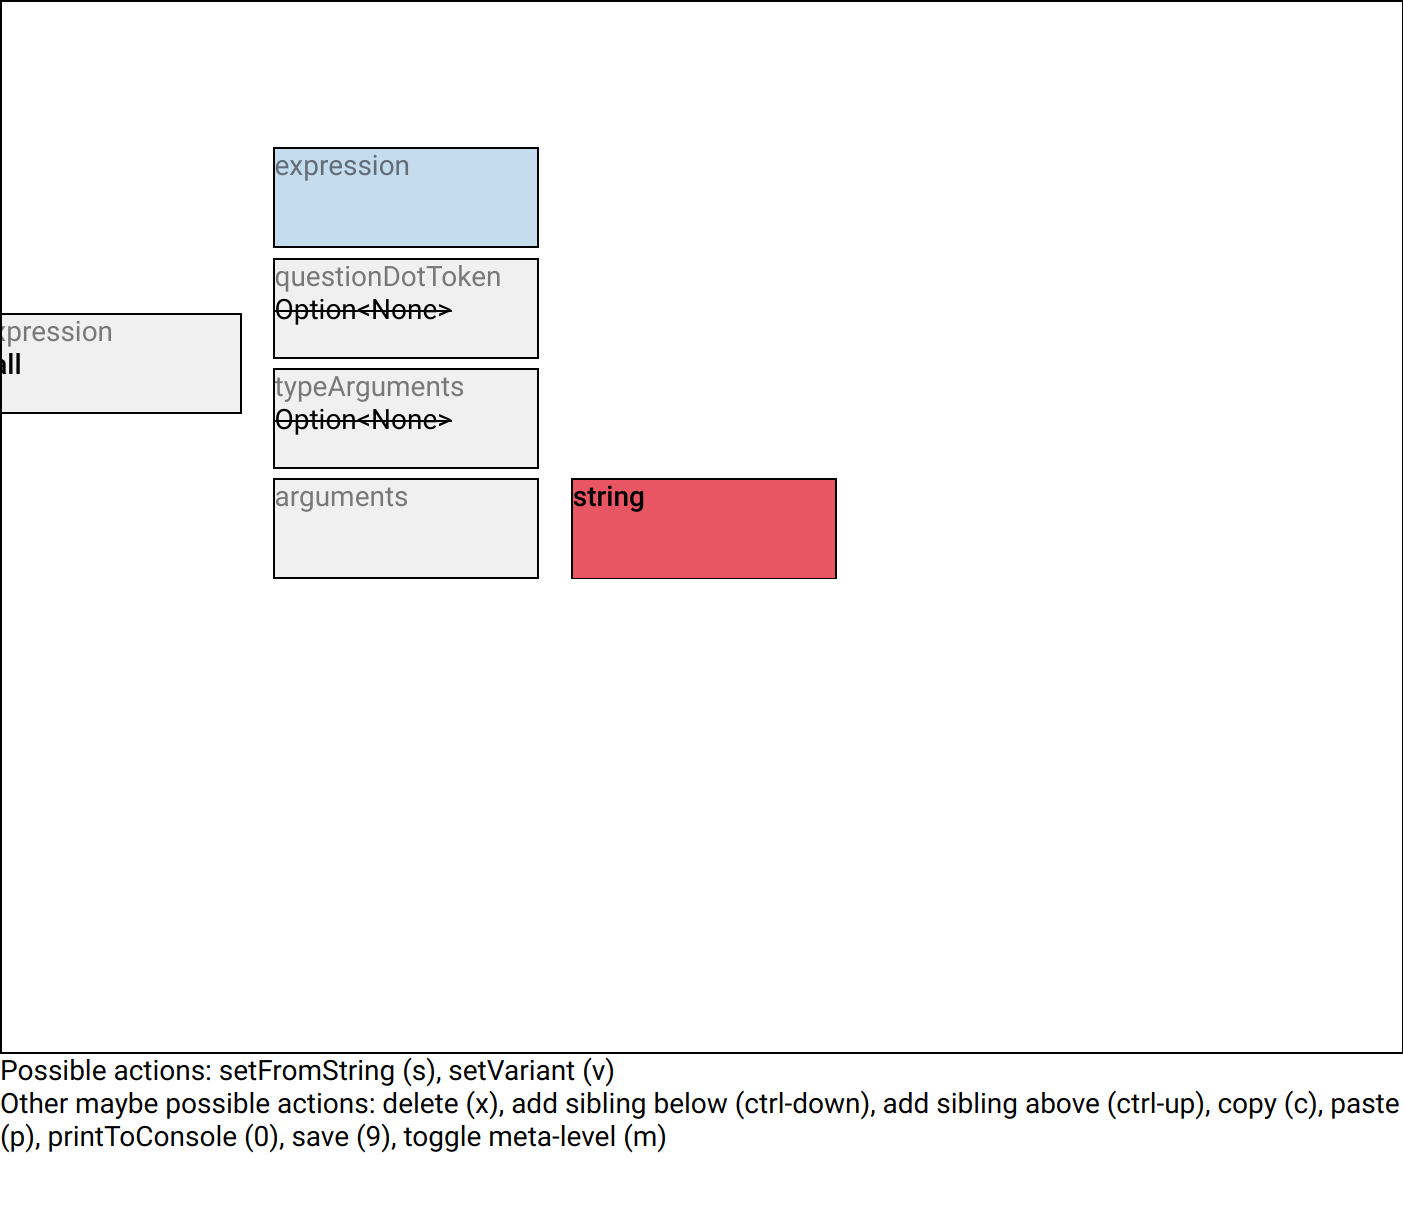 expression
questionDotToken
Option<None>
xpression
all
typeArguments
Option<None>
arguments
string
Possible actions: setFromString (s), setVariant (v)
Other maybe possible actions: delete (x), add sibling below (ctrl-down), add sibling above (ctrl-up), copy (c), paste
(p), printToConsole (0), save (9), toggle meta-level (m)